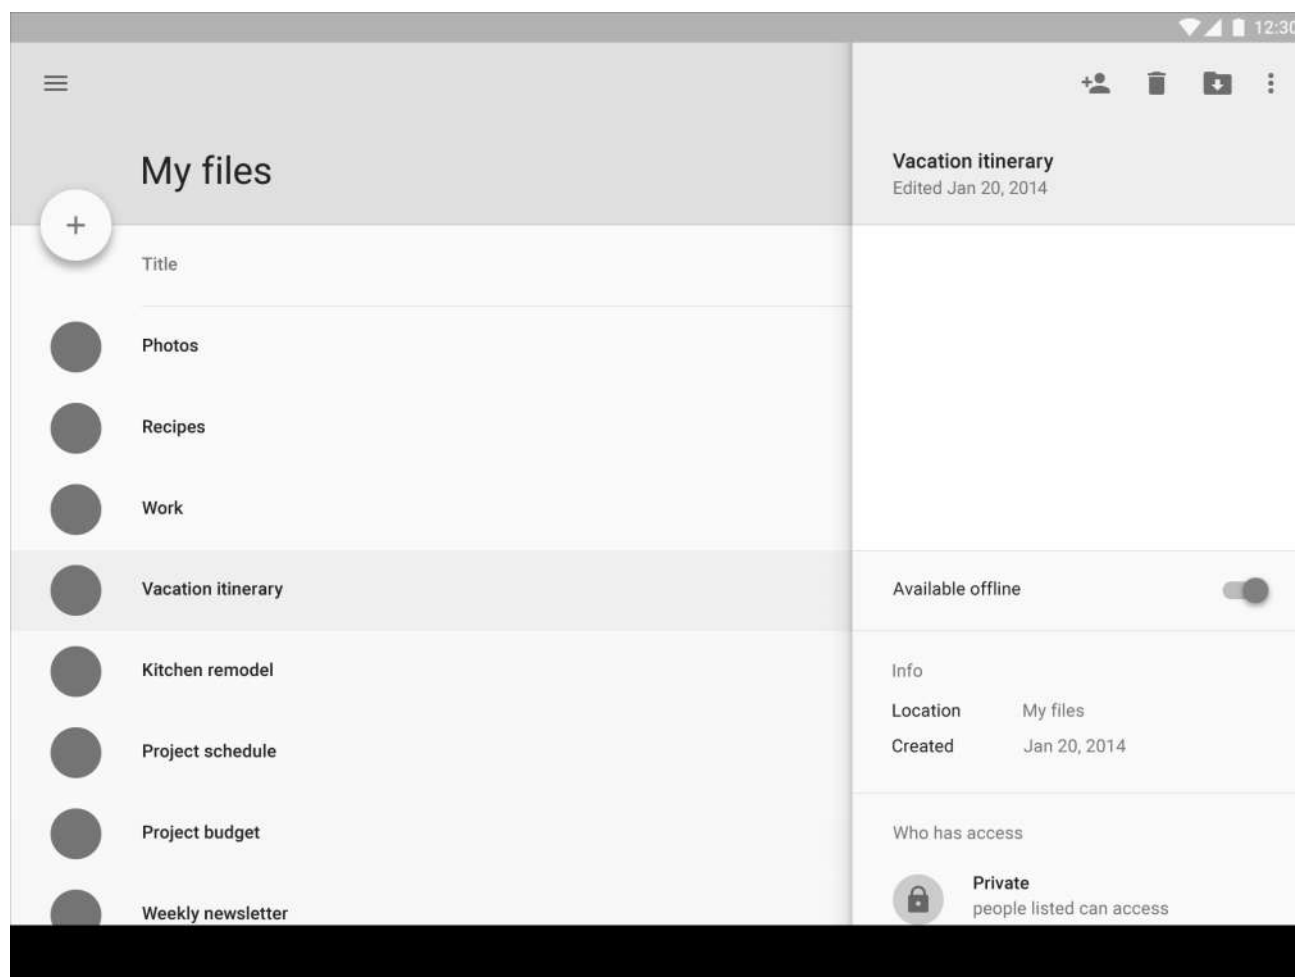 12:30
My files
Title
Photos
Recipes
Work
Vacation itinerary
Kitchen remodel
Project schedule
Project budget
Weekly newsletter
Vacation itinerary
Edited Jan 20, 2014
Available offline
Info
Location My files
Created Jan 20, 2014
Who has access
Private
people listed can access